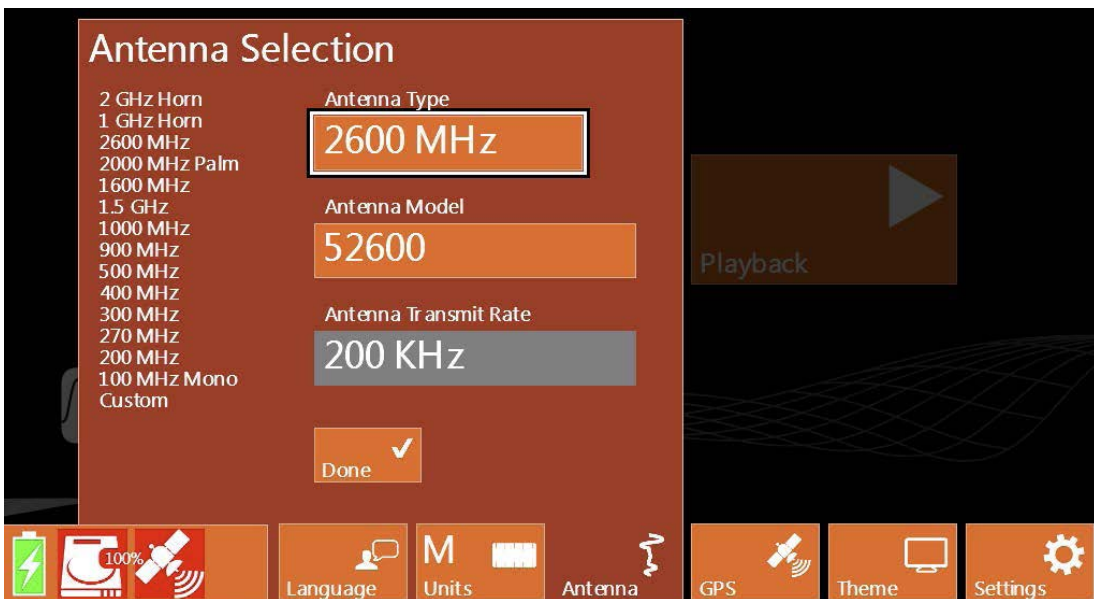 Antenna Selection
2 GHz Horn
1 GHz Horn
2600 MHz
2000 MHz Palm
1600 MHz
1.5 GHz
1000 MHz
900 MHz
500 MHz
400 MHz
300 MHz
270 MHz
200 MHz
100 MHz Mono
Custom
Antenna Type
2600 MHz
Antenna Model
52600
Antenna Transmit Rate
200 KHz
Done
Playback
100%
Language
M
Units
Antenna
GPS
Theme
Settings